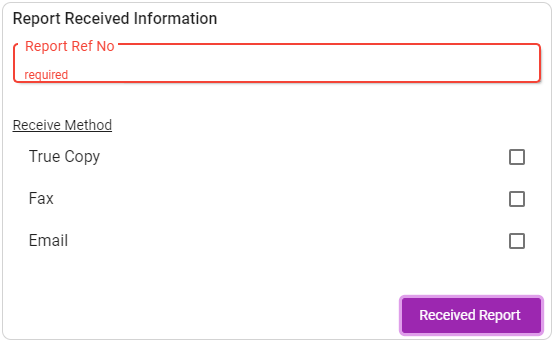 Report Received Information
Report Ref No
required
Receive Method
True Copy
Fax
Email
Received Report